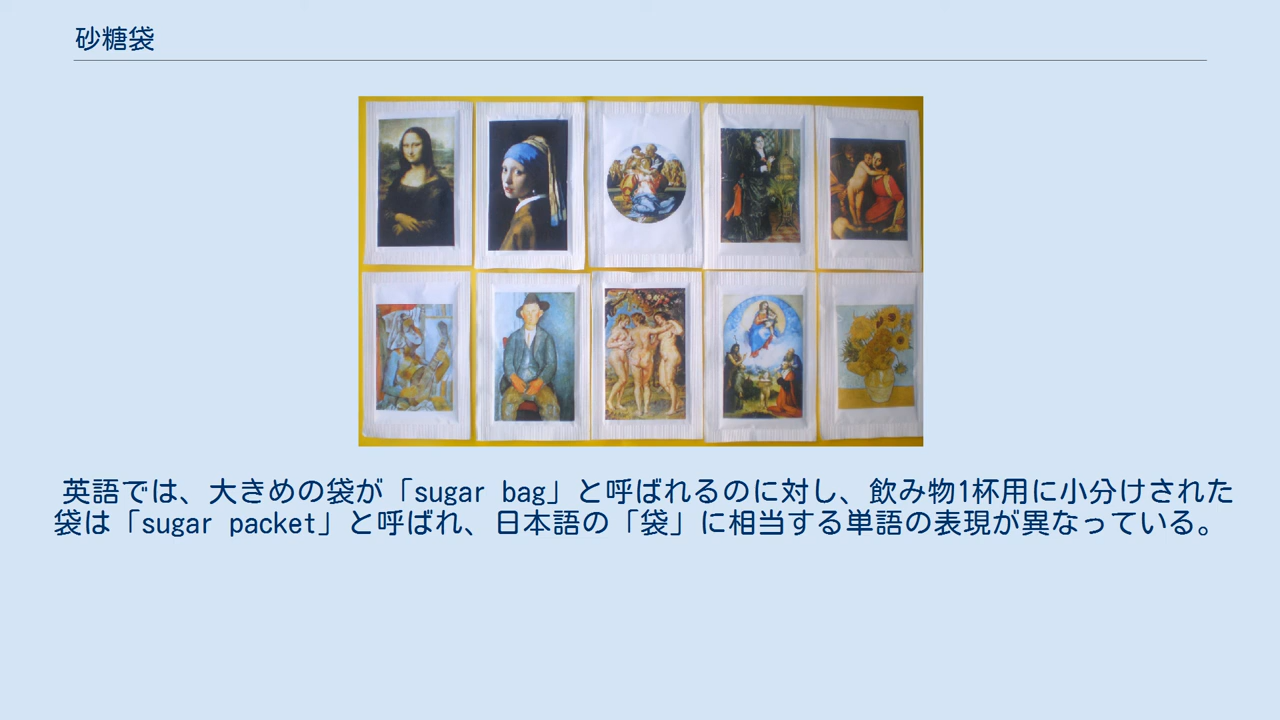 砂糖袋
英語では、大きめの袋が「sugar bag」と呼ばれるのに対し、飲み物1杯用に小分けされた
袋は「sugar packet」と呼ばれ、日本語の「袋」に相当する単語の表現が異なっている。